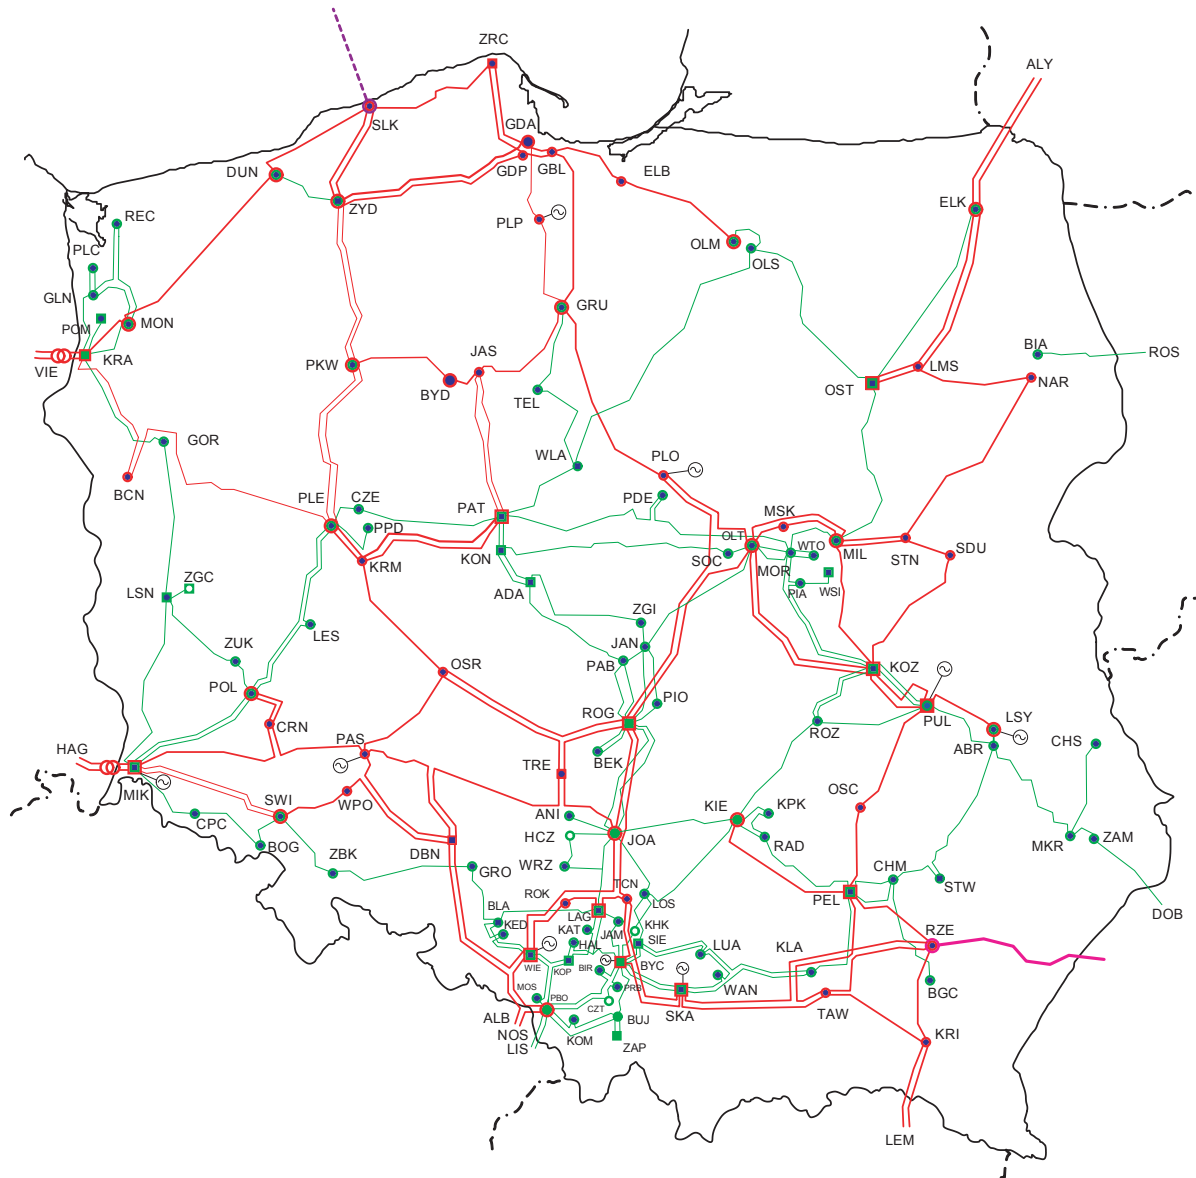 ZRC
ALY
SLK
GDA
GDP
GBL
ELB
DUN
ZYD
ELK
REC
PLP
PLC
OLM
OLS
GLN
GRU
POM
MON
KRA
VIE
PKW
JAS
BIA
ROS
LMS
NAR
BYD
TEL
OST
GOR
WLA
PLO
BCN
PLE
CZE
PAT
PDE
MSK
PPD
OLT
WTO
MIL
KRM
KON
SOC
MOR
STN
SDU
ZGC
LSN
ADA
PIA
WSI
ZGI
LES
JAN
ZUK
PAB
OSR
KOZ
POL
PIO
ROG
PUL
LSY
CRN
ROZ
ABR
CHS
HAG
PAS
BEK
TRE
MIK
WPO
OSC
SWI
ANI
KIE
KPK
CPC
HCZ
JOA
BOG
DBN
RAD
MKR
ZAM
ZBK
GRO
WRZ
CHM
STW
TCN
LOS
PEL
ROK
BLA
LAG
DOB
KED
KAT
JAM
KHK
RZE
HAL
SIE
LUA
KLA
WIE
KOP
BIR
BYC
BGC
MOS
PBO
PRB
WAN
CZT
SKA
TAW
ALB
NOS
BUJ
LIS
KOM
ZAP
KRI
LEM